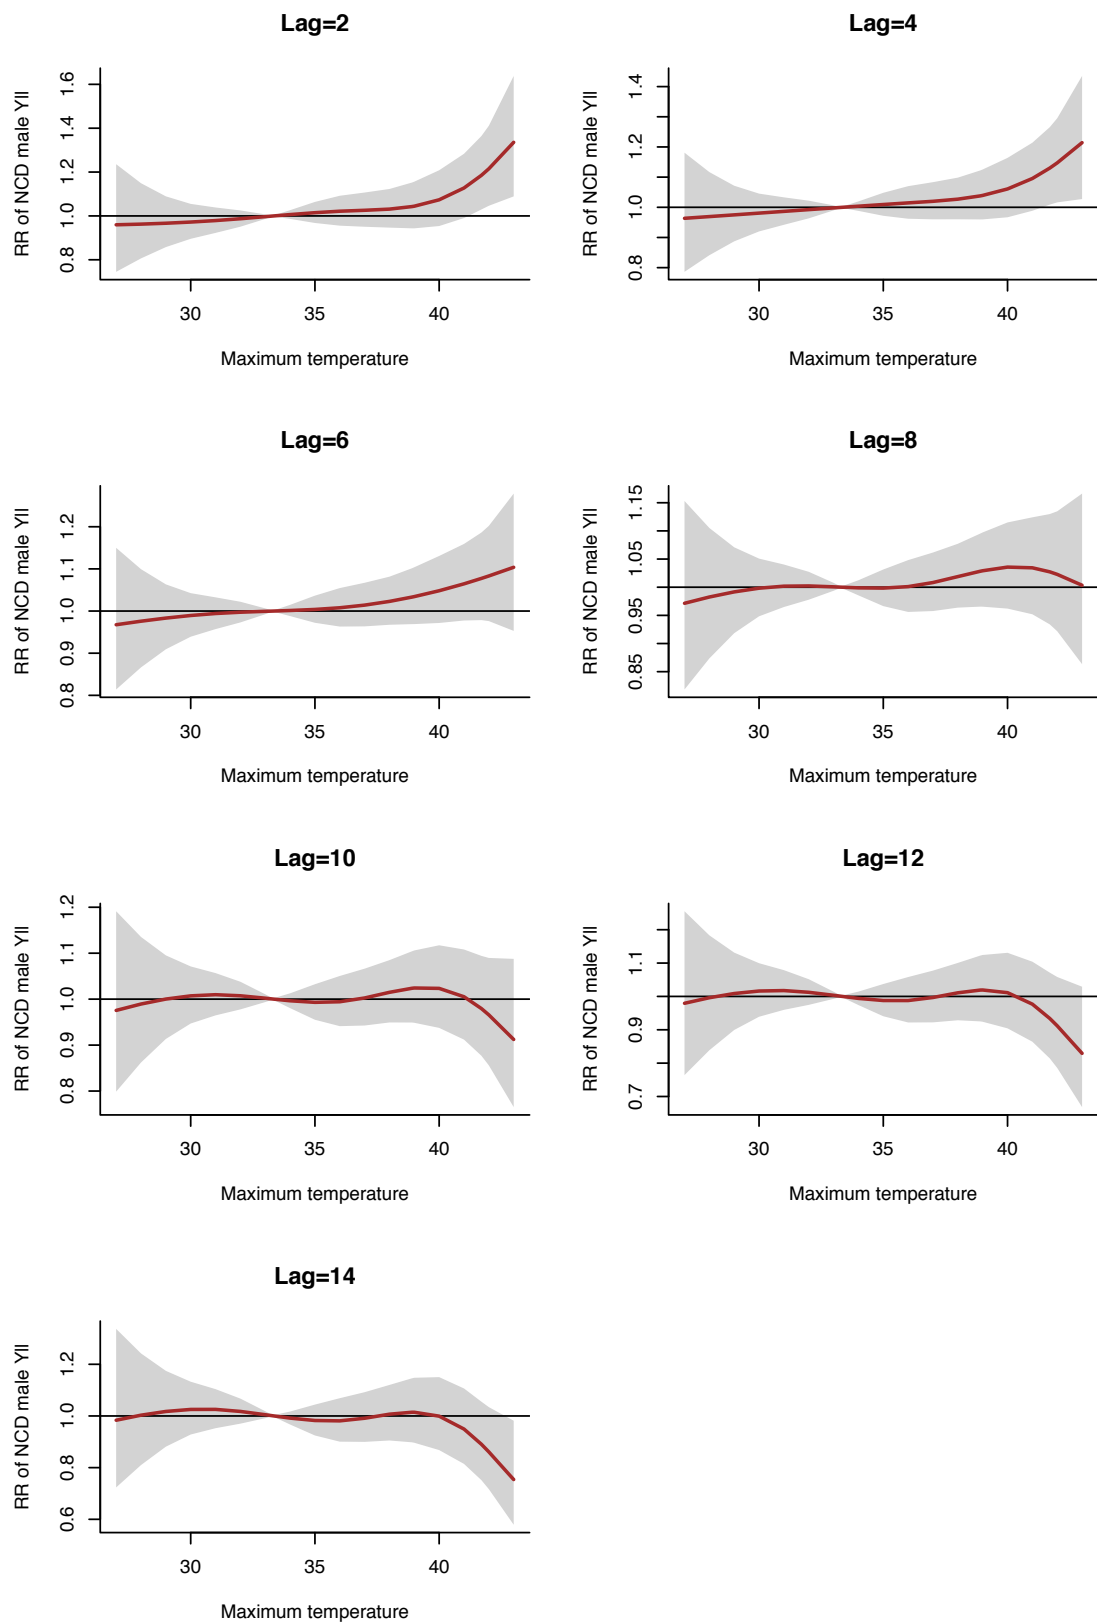 Lag=2
RR of NCD male Yll
0.8 1.0 1.2 1.4 1.6
30 35 40
Maximum temperature
Lag=4
RR of NCD male Yll
0.8 1.0 1.2 1.4
30 35 40
Maximum temperature
Lag=6
RR of NCD male Yll
0.8 0.9 1.0 1.1 1.2
30 35 40
Maximum temperature
Lag=8
RR of NCD male Yll
0.85 0.95 1.05 1.15
30 35 40
Maximum temperature
Lag=10
RR of NCD male Yll
0.8 0.9 1.0 1.1 1.2
30 35 40
Maximum temperature
Lag=12
RR of NCD male Yll
0.7 0.9 1.1
30 35 40
Maximum temperature
Lag=14
RR of NCD male Yll
0.6 0.8 1.0 1.2
30 35 40
Maximum temperature